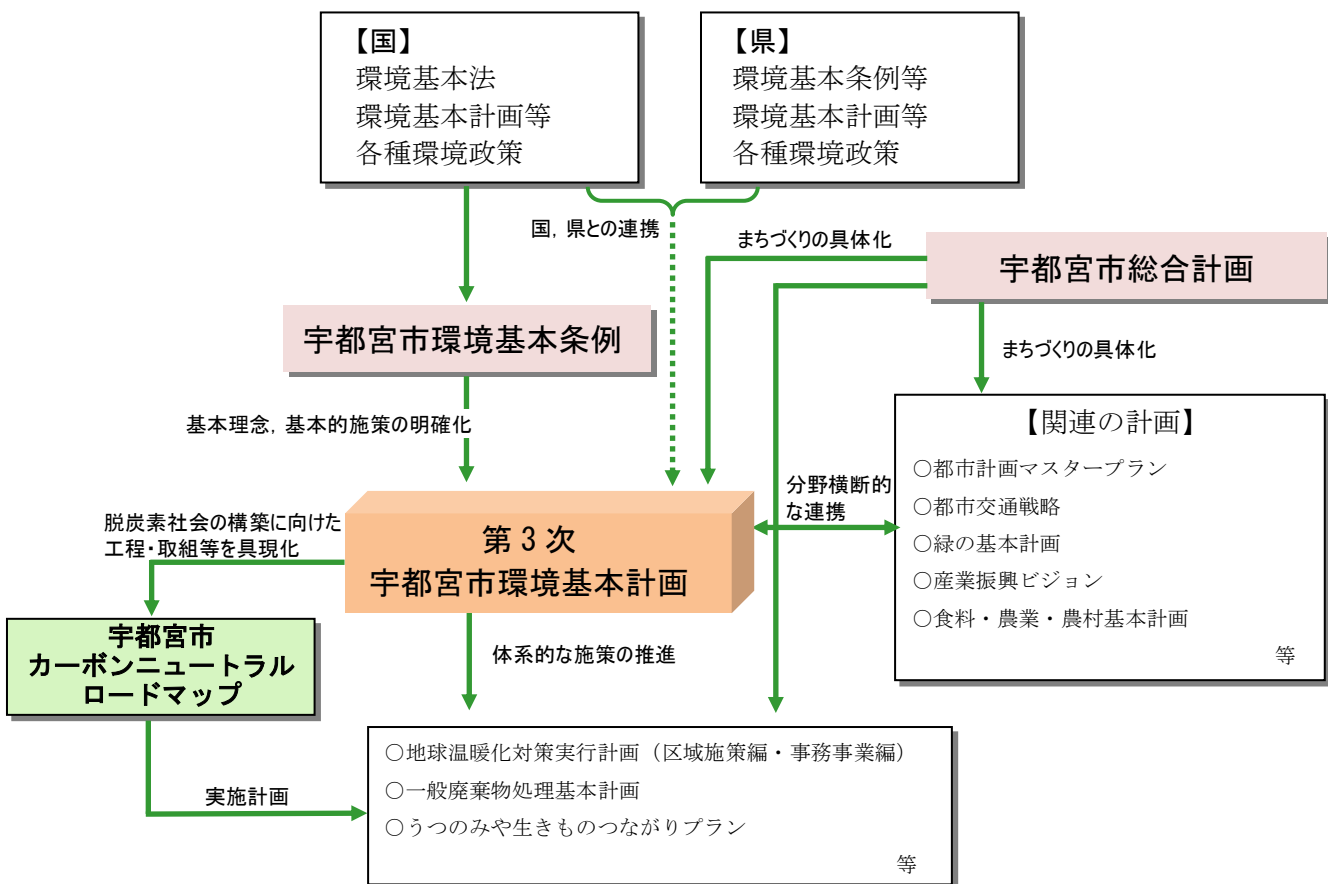 【国】
環境基本法
環境基本計画等
各種環境政策
【県】
環境基本条例等
環境基本計画等
各種環境政策
国，県との連携
まちづくりの具体化
宇都宮市総合計画
宇都宮市環境基本条例
まちづくりの具体化
基本理念，基本的施策の明確化
【関連の計画】
○都市計画マスタープラン
○都市交通戦略
○緑の基本計画
○産業振興ビジョン
○食料・農業・農村基本計画
等
分野横断的
な連携
脱炭素社会の構築に向けた
工程・取組等を具現化
第３次
宇都宮市環境基本計画
宇都宮市
カーボンニュートラル
ロードマップ
体系的な施策の推進
実施計画
○地球温暖化対策実行計画（区域施策編・事務事業編）
○一般廃棄物処理基本計画
○うつのみや生きものつながりプラン
等